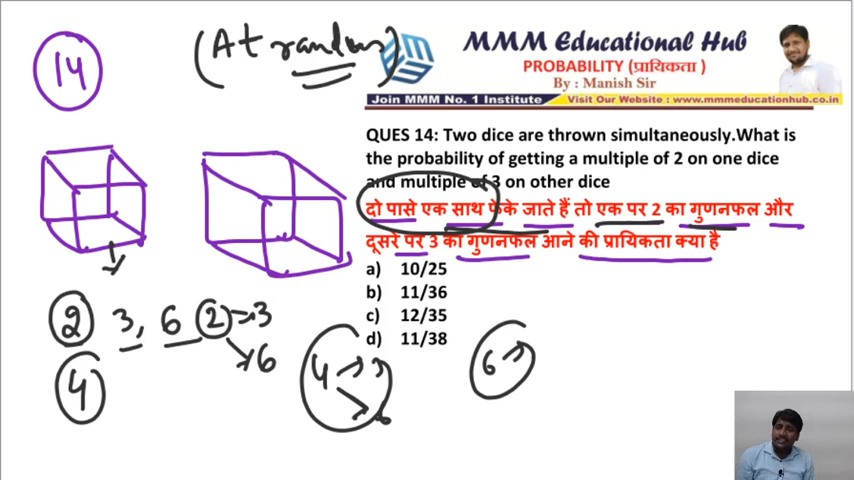 14
(At random)
MMM Educational Hub
PROBABILITY (प्रायिकता )
By : Manish Sir
Join MMM No. 1 Institute
Visit Our Website : www.mmmeducationhub.co.in
QUES 14: Two dice are thrown simultaneously.What is
the probability of getting a multiple of 2 on one dice
and multiple of 3 on other dice
दो पासे एक साथ फेंके जाते हैं तो एक पर 2 का गुणनफल और
दूसरे पर 3 का गुणनफल आने की प्रायिकता क्या है
a) 10/25
b) 11/36
c) 12/35
d) 11/38
2 3, 6 2 3
6
4
4 3
6
6